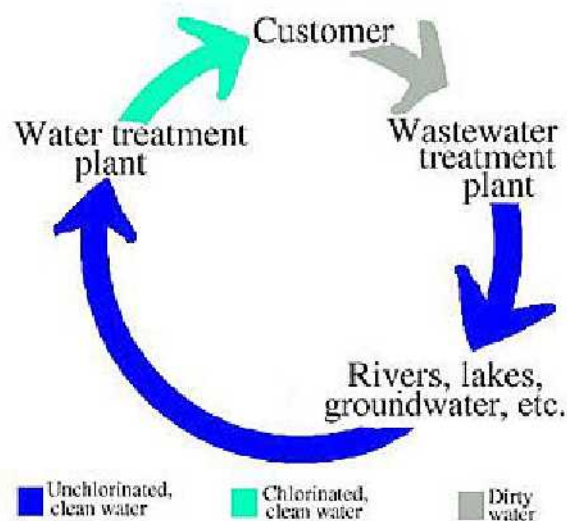 Customer
Water treatment
plant
Wastewater
treatment
plant
Rivers, lakes,
groundwater, etc.
Unchlorinated,
clean water
Chlorinated,
clean water
Dirty
water